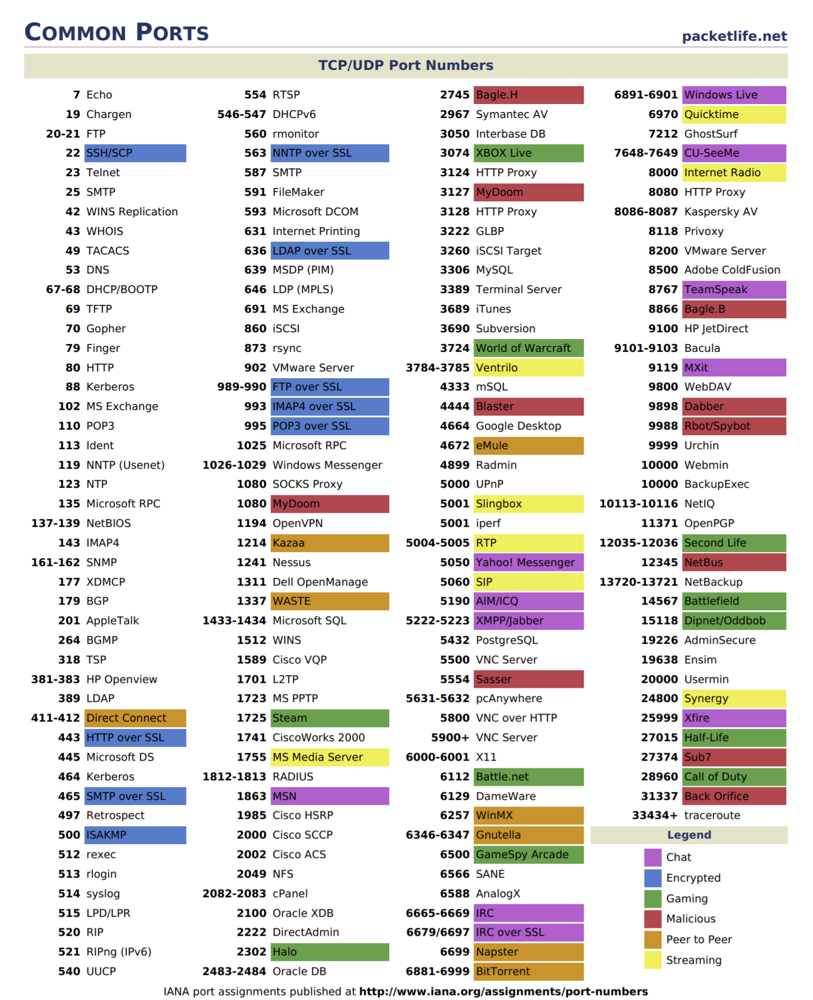 COMMON PORTS
packetlife.net
TCP/UDP Port Numbers
7 Echo
19 Chargen
20-21 FTP
22 SSH/SCP
23 Telnet
25 SMTP
42 WINS Replication
43 WHOIS
49 TACACS
53 DNS
67-68 DHCP/BOOTP
69 TFTP
70 Gopher
79 Finger
80 HTTP
88 Kerberos
102 MS Exchange
110 POP3
113 Ident
119 NNTP (Usenet)
123 NTP
135 Microsoft RPC
137-139 NetBIOS
143 IMAP4
161-162 SNMP
177 XDMCP
179 BGP
201 AppleTalk
264 BGMP
318 TSP
381-383 HP Openview
389 LDAP
411-412 Direct Connect
443 HTTP over SSL
445 Microsoft DS
464 Kerberos
465 SMTP over SSL
497 Retrospect
500 ISAKMP
512 rexec
513 rlogin
514 syslog
515 LPD/LPR
520 RIP
521 RIPng (IPv6)
540 UUCP
554 RTSP
546-547 DHCPv6
560 rmonitor
563 NNTP over SSL
587 SMTP
591 FileMaker
593 Microsoft DCOM
631 Internet Printing
636 LDAP over SSL
639 MSDP (PIM)
646 LDP (MPLS)
691 MS Exchange
860 iSCSI
873 rsync
902 VMware Server
989-990 FTP over SSL
993 IMAP4 over SSL
995 POP3 over SSL
1025 Microsoft RPC
1026-1029 Windows Messenger
1080 SOCKS Proxy
1080 MyDoom
1194 OpenVPN
1214 Kazaa
1241 Nessus
1311 Dell OpenManage
1337 WASTE
1433-1434 Microsoft SQL
1512 WINS
1589 Cisco VQP
1701 L2TP
1723 MS PPTP
1725 Steam
1741 CiscoWorks 2000
1755 MS Media Server
1812-1813 RADIUS
1863 MSN
1985 Cisco HSRP
2000 Cisco SCCP
2002 Cisco ACS
2049 NFS
2082-2083 cPanel
2100 Oracle XDB
2222 DirectAdmin
2302 Halo
2483-2484 Oracle DB
2745 Bagle.H
2967 Symantec AV
3050 Interbase DB
3074 XBOX Live
3124 HTTP Proxy
3127 MyDoom
3128 HTTP Proxy
3222 GLBP
3260 iSCSI Target
3306 MySQL
3389 Terminal Server
3689 iTunes
3690 Subversion
3724 World of Warcraft
3784-3785 Ventrilo
4333 mSQL
4444 Blaster
4664 Google Desktop
4672 eMule
4899 Radmin
5000 UPnP
5001 Slingbox
5001 iperf
5004-5005 RTP
5050 Yahoo! Messenger
5060 SIP
5190 AIM/ICQ
5222-5223 XMPP/Jabber
5432 PostgreSQL
5500 VNC Server
5554 Sasser
5631-5632 pcAnywhere
5800 VNC over HTTP
5900+ VNC Server
6000-6001 X11
6112 Battle.net
6129 DameWare
6257 WinMX
6346-6347 Gnutella
6500 GameSpy Arcade
6566 SANE
6588 AnalogX
6665-6669 IRC
6679/6697 IRC over SSL
6699 Napster
6881-6999 BitTorrent
6891-6901 Windows Live
6970 Quicktime
7212 GhostSurf
7648-7649 CU-SeeMe
8000 Internet Radio
8080 HTTP Proxy
8086-8087 Kaspersky AV
8118 Privoxy
8200 VMware Server
8500 Adobe ColdFusion
8767 TeamSpeak
8866 Bagle.B
9100 HP JetDirect
9101-9103 Bacula
9119 MXit
9800 WebDAV
9898 Dabber
9988 Rbot/Spybot
9999 Urchin
10000 Webmin
10000 BackupExec
10113-10116 NetIQ
11371 OpenPGP
12035-12036 Second Life
12345 NetBus
13720-13721 NetBackup
14567 Battlefield
15118 Dipnet/Oddbob
19226 AdminSecure
19638 Ensim
20000 Usermin
24800 Synergy
25999 Xfire
27015 Half-Life
27374 Sub7
28960 Call of Duty
31337 Back Orifice
33434+ traceroute
Legend
Chat
Encrypted
Gaming
Malicious
Peer to Peer
Streaming
IANA port assignments published at http://www.iana.org/assignments/port-numbers